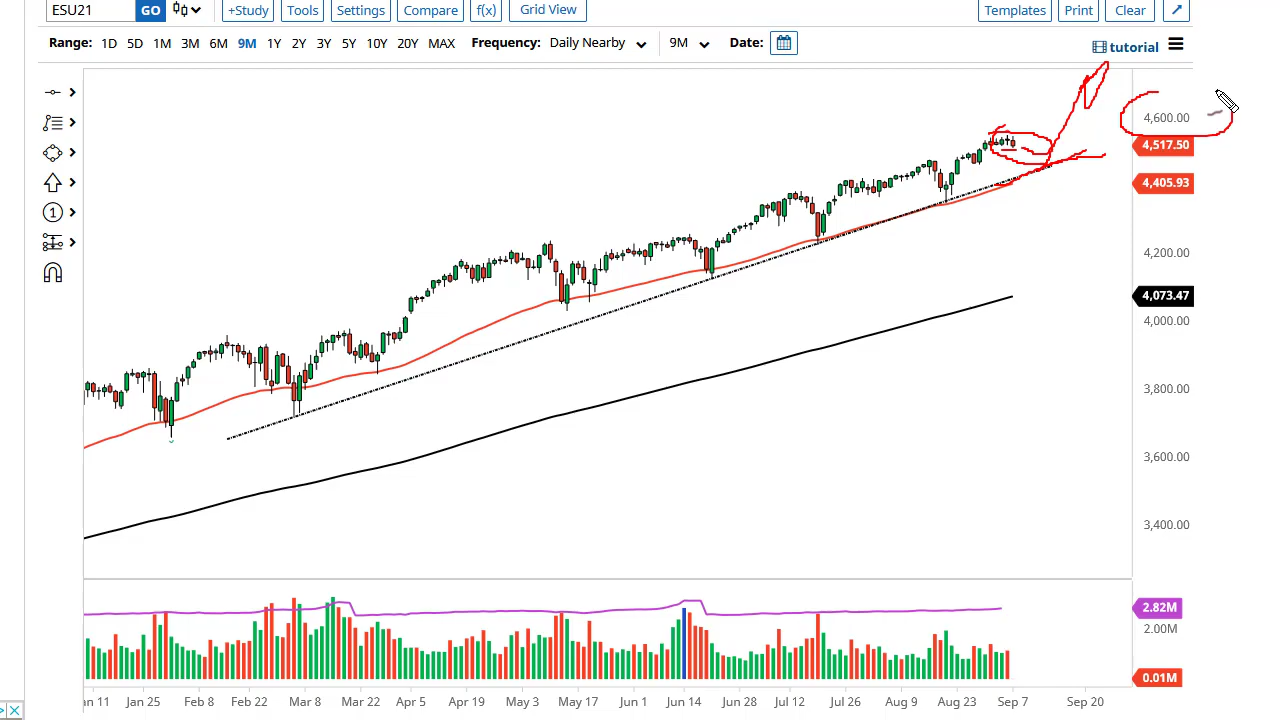 ESU21 GO +Study Tools Settings Compare f(x) Grid View Templates Print Clear
Range: 1D 5D 1M 3M 6M 9M 1Y 2Y 3Y 5Y 10Y 20Y MAX Frequency: Daily Nearby 9M Date: tutorial
4,600.00
4,517.50
4,405.93
4,200.00
4,073.47
4,000.00
3,800.00
3,600.00
3,400.00
2.82M
2.00M
0.01M
an 11 Jan 25 Feb 8 Feb 22 Mar 8 Mar 22 Apr 5 Apr 19 May 3 May 17 Jun 1 Jun 14 Jun 28 Jul 12 Jul 26 Aug 9 Aug 23 Sep 7 Sep 20
1